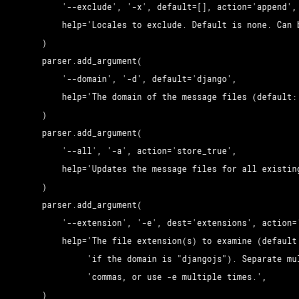 '--exclude', '-x', default=[], action='append',
help='Locales to exclude. Default is none. Can
)
parser.add_argument(
'--domain', '-d', default='django',
help='The domain of the message files (default:
)
parser.add_argument(
'--all', '-a', action='store_true',
help='Updates the message files for all existing
)
parser.add_argument(
'--extension', '-e', dest='extensions', action=
help='The file extension(s) to examine (default
'if the domain is "djangojs"). Separate mul
'commas, or use -e multiple times.',
)